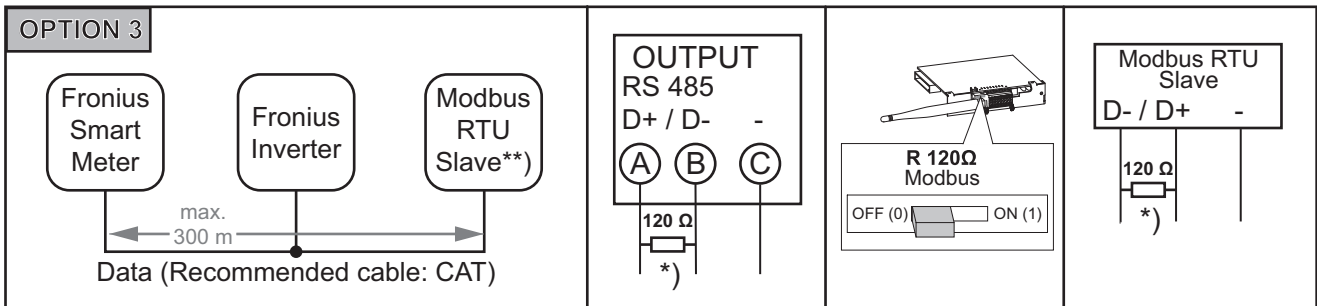 OPTION 3
Fronius
Smart
Meter
Fronius
Inverter
Modbus
RTU
Slave**)
max.
300 m
Data (Recommended cable: CAT)
OUTPUT
RS 485
D+ / D- -
A B C
120 Ω
*)
R 120Ω
Modbus
OFF (0) ON (1)
Modbus RTU
Slave
D- / D+ -
120 Ω
*)